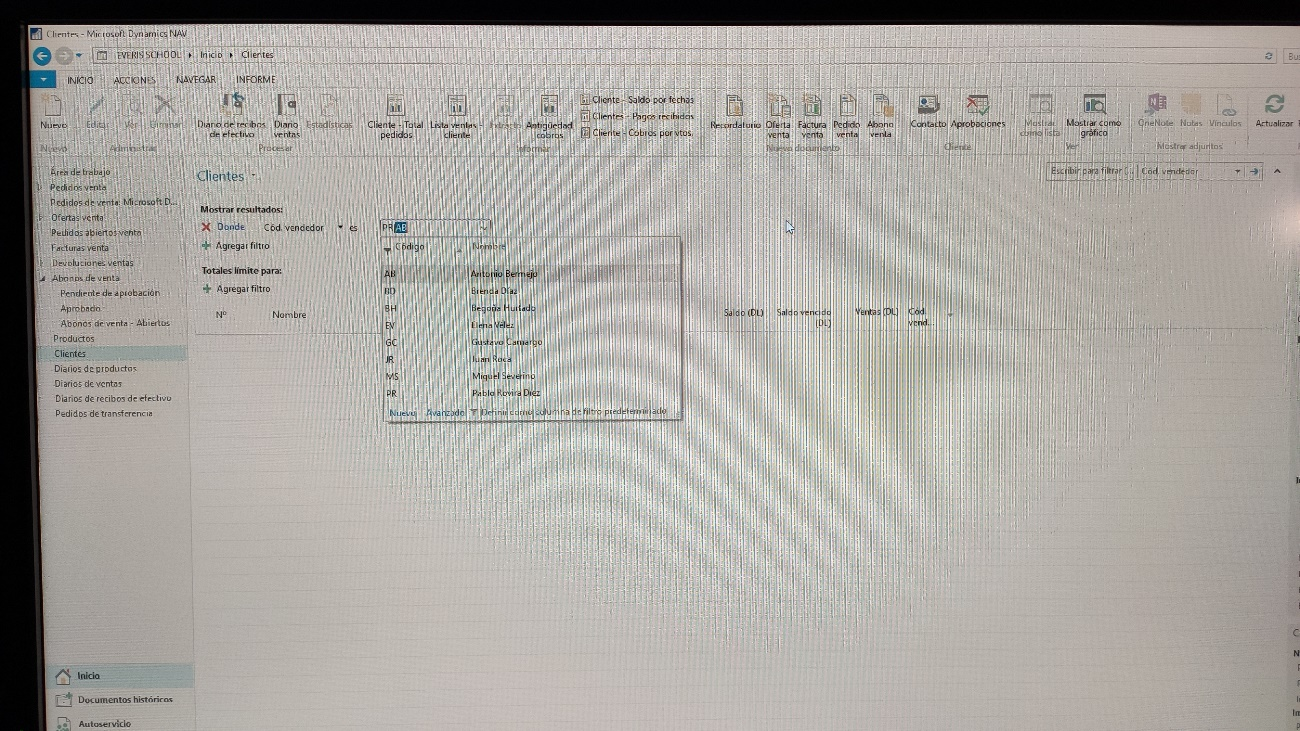 Clientes - Microsoft Dynamics NAV
EVERIS SCHOOL Inicio Clientes
INICIO ACCIONES NAVEGAR INFORME
Nuevo Editar Ver Eliminar
Diario de recibos de efectivo
Diario ventas
Estadísticas
Cliente - Total pedidos
Lista ventas - cliente
Extracto
Antigüedad cobros
Cliente - Saldo por fechas
Clientes - Pagos recibidos
Cliente - Cobros por vtos.
Recordatorio
Oferta venta
Factura venta
Pedido venta
Abono venta
Contacto
Aprobaciones
Mostrar como lista
Mostrar como gráfico
OneNote Notas Vínculos
Actualizar
Nuevo Administrar Procesar Informar Nuevo documento Cliente Ver Mostrar adjuntos
Área de trabajo
Pedidos venta
Pedidos de venta: Microsoft D...
Ofertas venta
Pedidos abiertos venta
Facturas venta
Devoluciones ventas
Abonos de venta
Pendiente de aprobación
Aprobado
Abonos de venta - Abiertos
Productos
Clientes
Diarios de productos
Diarios de ventas
Diarios de recibos de efectivo
Pedidos de transferencia
Inicio
Documentos históricos
Autoservicio
Clientes
Escribir para filtrar (... Cód. vendedor
Mostrar resultados:
Donde Cód. vendedor es PRAB
Agregar filtro
Totales límite para:
Agregar filtro
Nº Nombre Saldo (DL) Saldo vencido (DL) Ventas (DL) Cód. vend...
Código Nombre
AB Antonio Bermejo
BD Brenda Díaz
BH Begoña Hurtado
EV Elena Vélez
GC Gustavo Camargo
JR Juan Roca
MS Miguel Severino
PR Pablo Rovira Diez
Nuevo Avanzado Definir como columna de filtro predeterminado